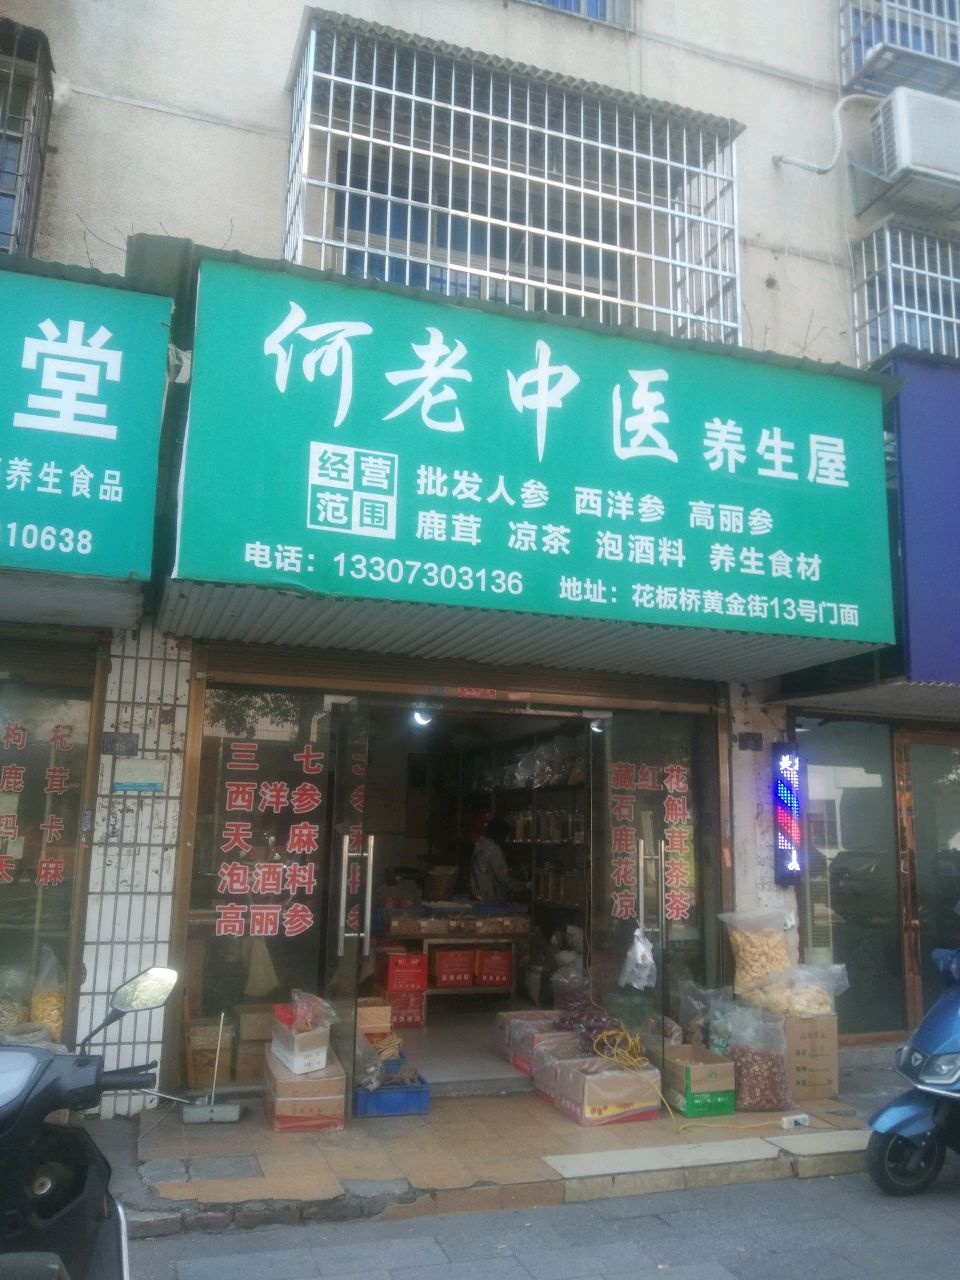 何老中医养生屋
经营范围
批发人参 西洋参 高丽参
鹿茸 凉茶 泡酒料 养生食材
电话：13307303136 地址：花板桥黄金街13号门面
堂
养生食品
10638
枸杞
鹿茸
玛卡
天麻
15
三七
西洋参
天麻
泡酒料
高丽参
藏红花
石斛
鹿茸
花茶
凉茶